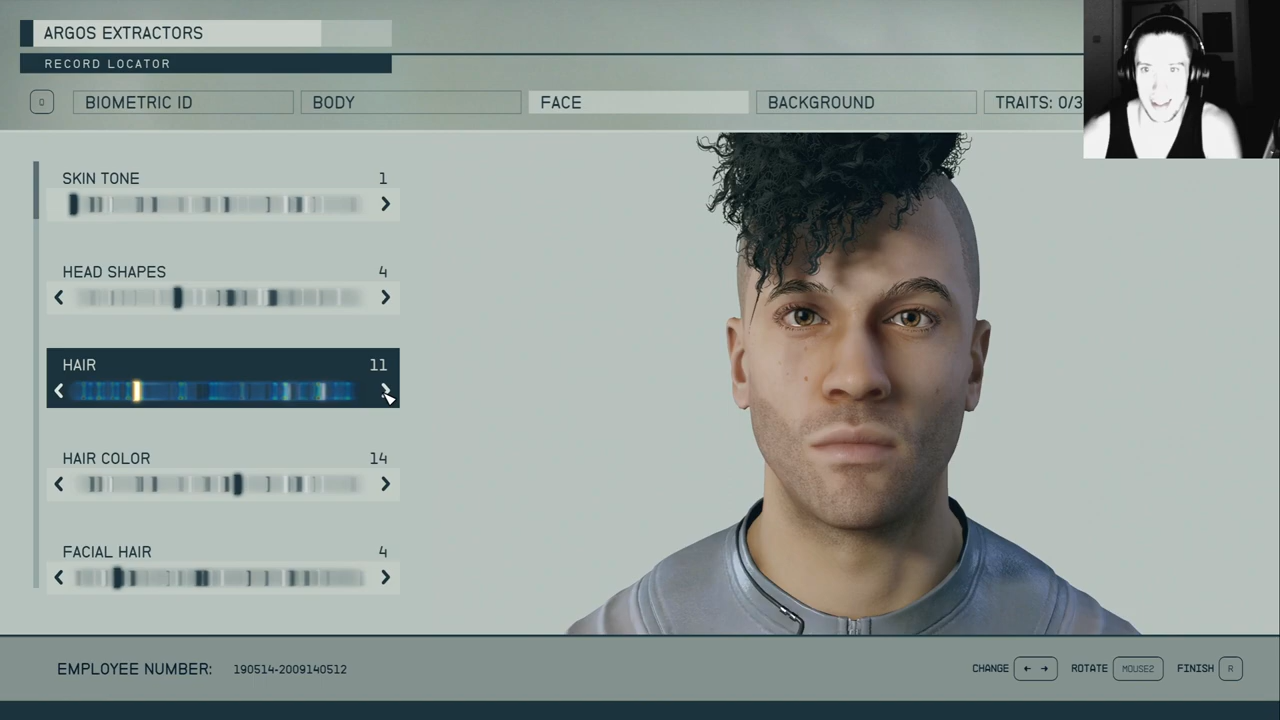 ARGOS EXTRACTORS
RECORD LOCATOR
Q BIOMETRIC ID BODY FACE BACKGROUND TRAITS: 0/3
SKIN TONE 1
HEAD SHAPES 4
HAIR 11
HAIR COLOR 14
FACIAL HAIR 4
EMPLOYEE NUMBER: 190514-2009140512 CHANGE ROTATE MOUSE2 FINISH R